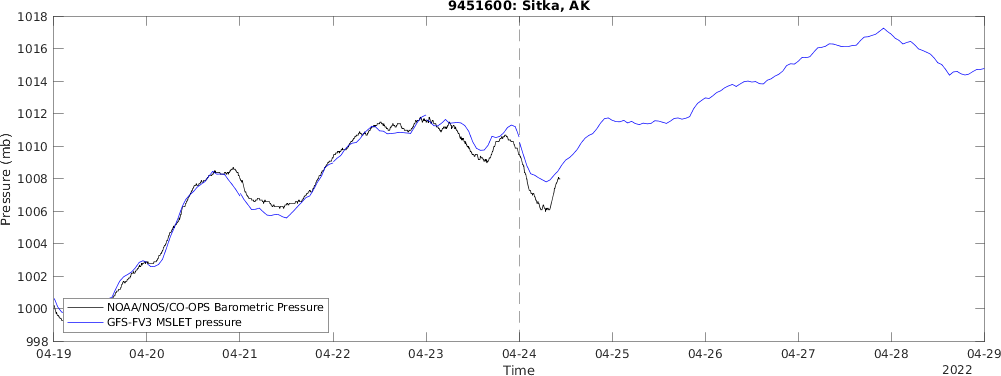 9451600: Sitka, AK
Pressure (mb)
1018
1016
1014
1012
1010
1008
1006
1004
1002
1000
998
NOAA/NOS/CO-OPS Barometric Pressure
GFS-FV3 MSLET pressure
04-19 04-20 04-21 04-22 04-23 04-24 04-25 04-26 04-27 04-28 04-29
Time
2022